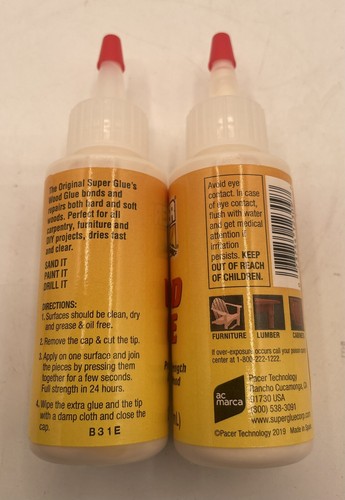 The Original Super Glue's
Wood Glue bonds and
repairs both hard and soft
woods. Perfect for all
carpentry, furniture and
DIY projects, dries fast
and clear.
SAND IT
PAINT IT
DRILL IT
DIRECTIONS:
1. Surfaces should be clean, dry
and grease & oil free.
2. Remove the cap & cut the tip.
3. Apply on one surface and join
the pieces by pressing them
together for a few seconds.
Full strength in 24 hours.
4. Wipe the extra glue and the tip
with a damp cloth and close the
cap.
B31E
Avoid eye
contact. In case
of eye contact,
flush with water
and get medical
attention if
irritation
persists. KEEP
OUT OF REACH
OF CHILDREN.
FURNITURE LUMBER
If over-exposure occurs call your poison
center at 1-800-222-1222.
ac
marca
Pacer Technology
Rancho Cucamonga, CA
91730 USA
(800) 538-3091
www.supergluecorp.com
©Pacer Technology 2019 Made in